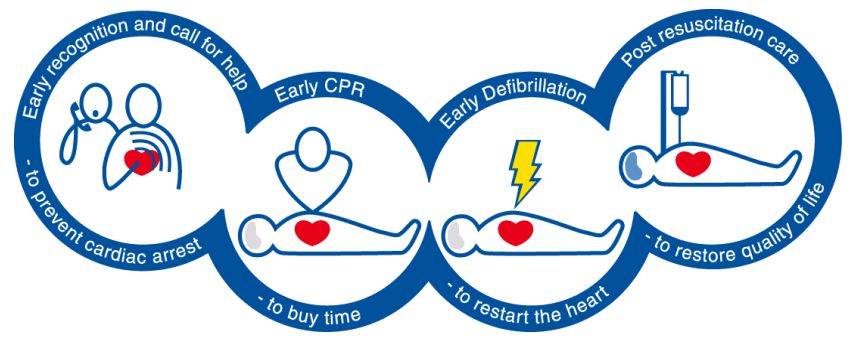 Early recognition and call for help
- to prevent cardiac arrest
Early CPR
- to buy time
Early Defibrillation
- to restart the heart
Post resuscitation care
- to restore quality of life